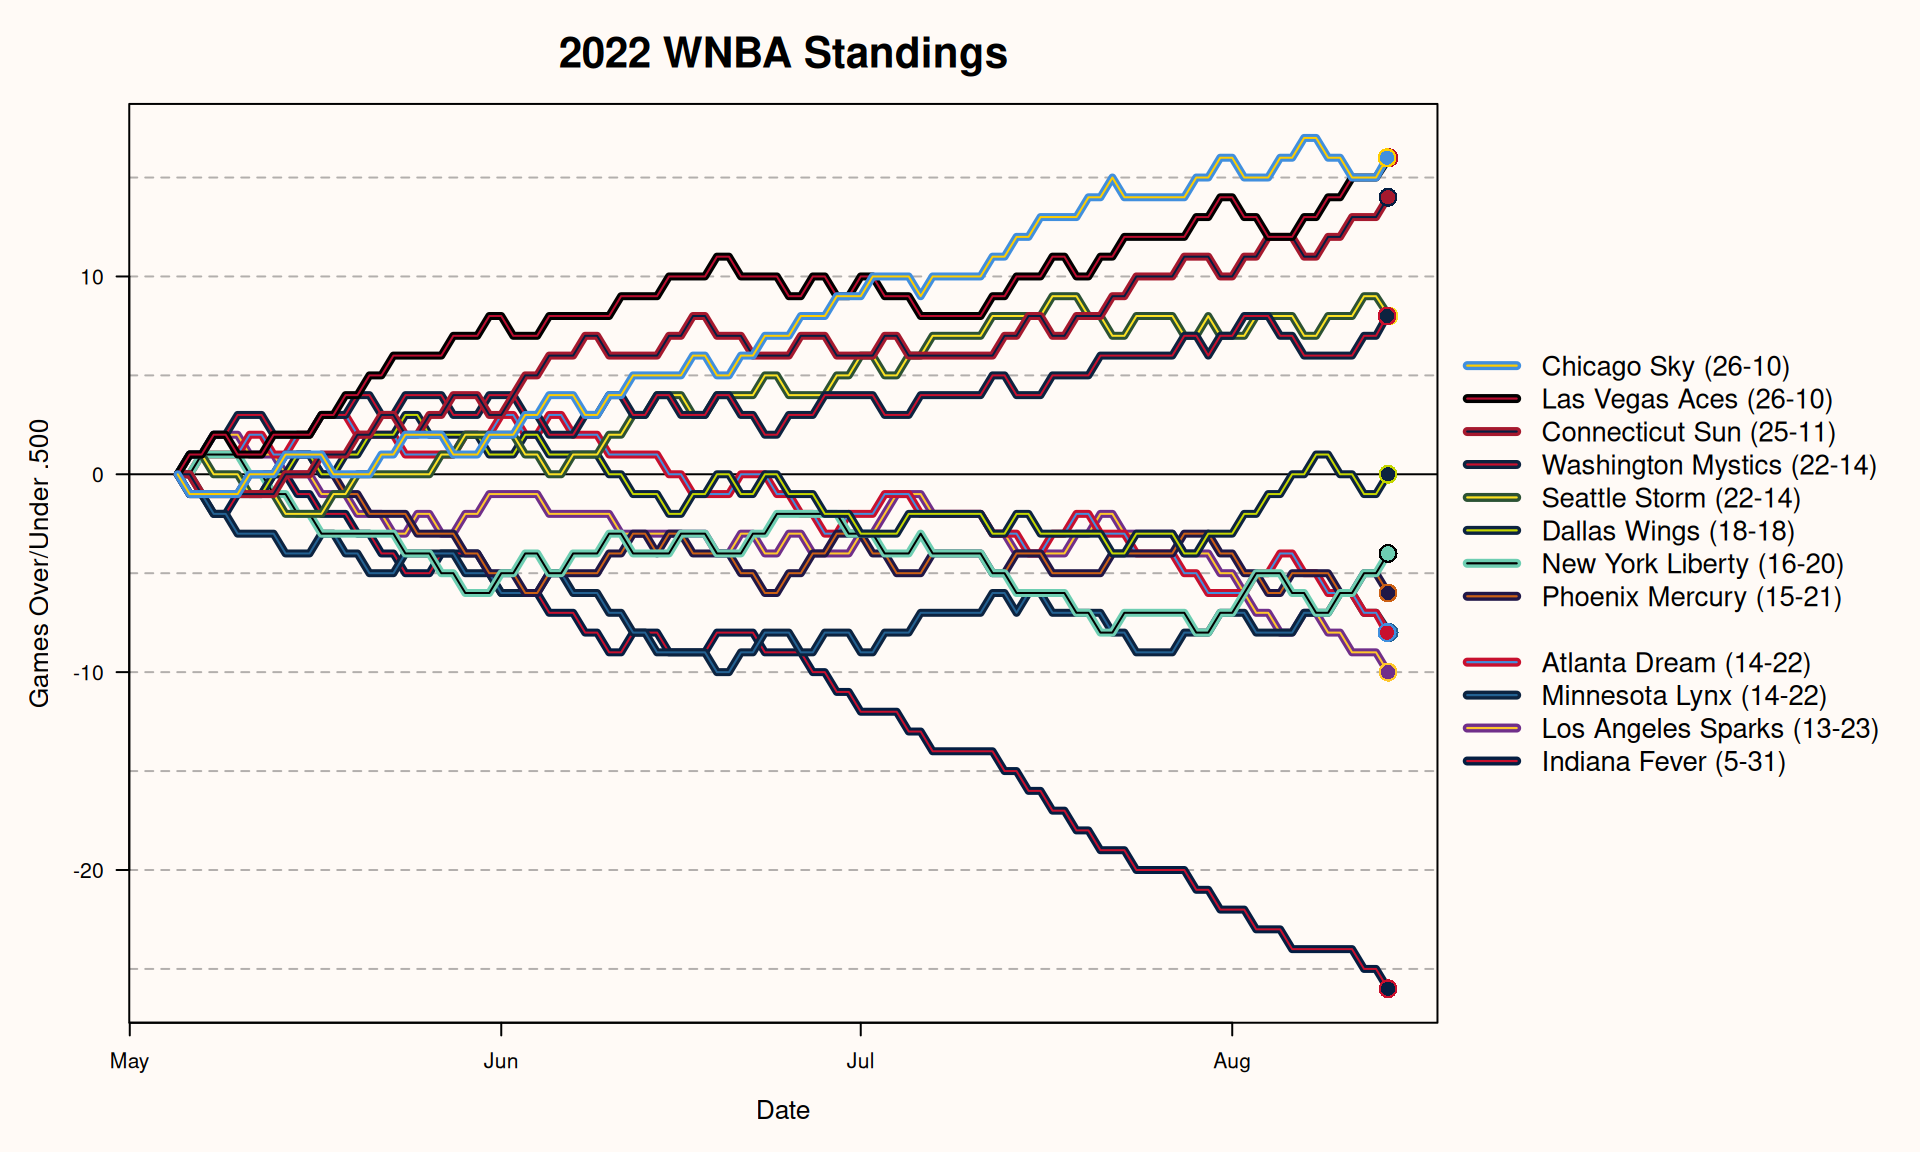 2022 WNBA Standings
Games Over/Under .500
10
0
-10
-20
May
Jun
Jul
Aug
Date
Chicago Sky (26-10)
Las Vegas Aces (26-10)
Connecticut Sun (25-11)
Washington Mystics (22-14)
Seattle Storm (22-14)
Dallas Wings (18-18)
New York Liberty (16-20)
Phoenix Mercury (15-21)
Atlanta Dream (14-22)
Minnesota Lynx (14-22)
Los Angeles Sparks (13-23)
Indiana Fever (5-31)